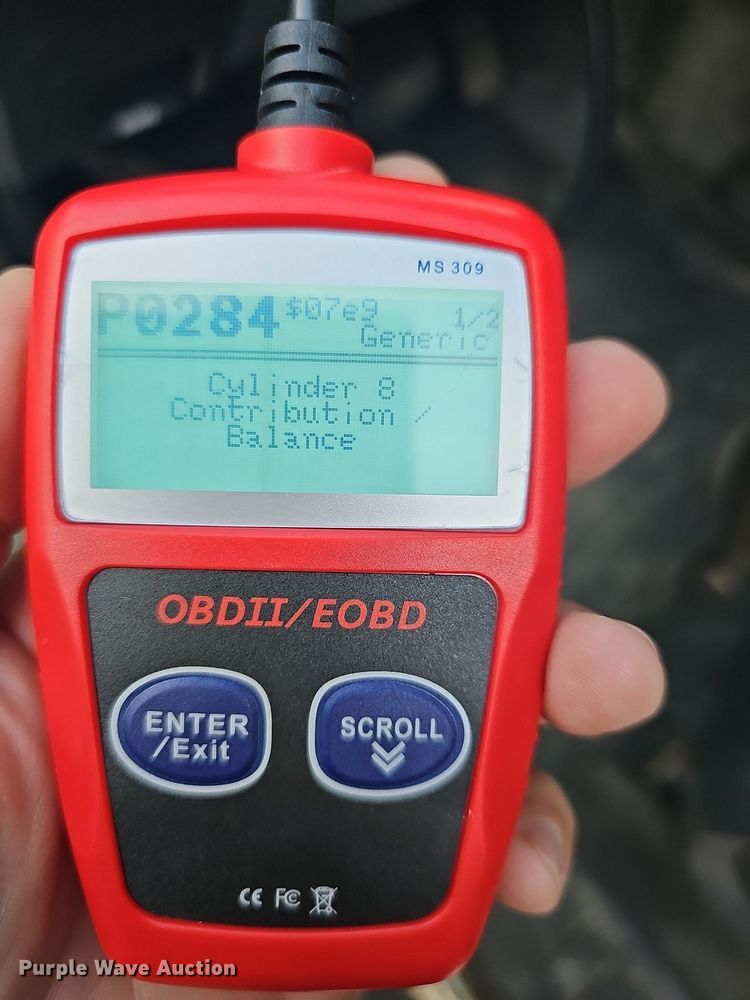 MS 309
P0284 $07e9 1/2
Generic
Cylinder 8
Contribution /
Balance
OBDII/EOBD
ENTER
/Exit
SCROLL
CE FC
Purple Wave Auction